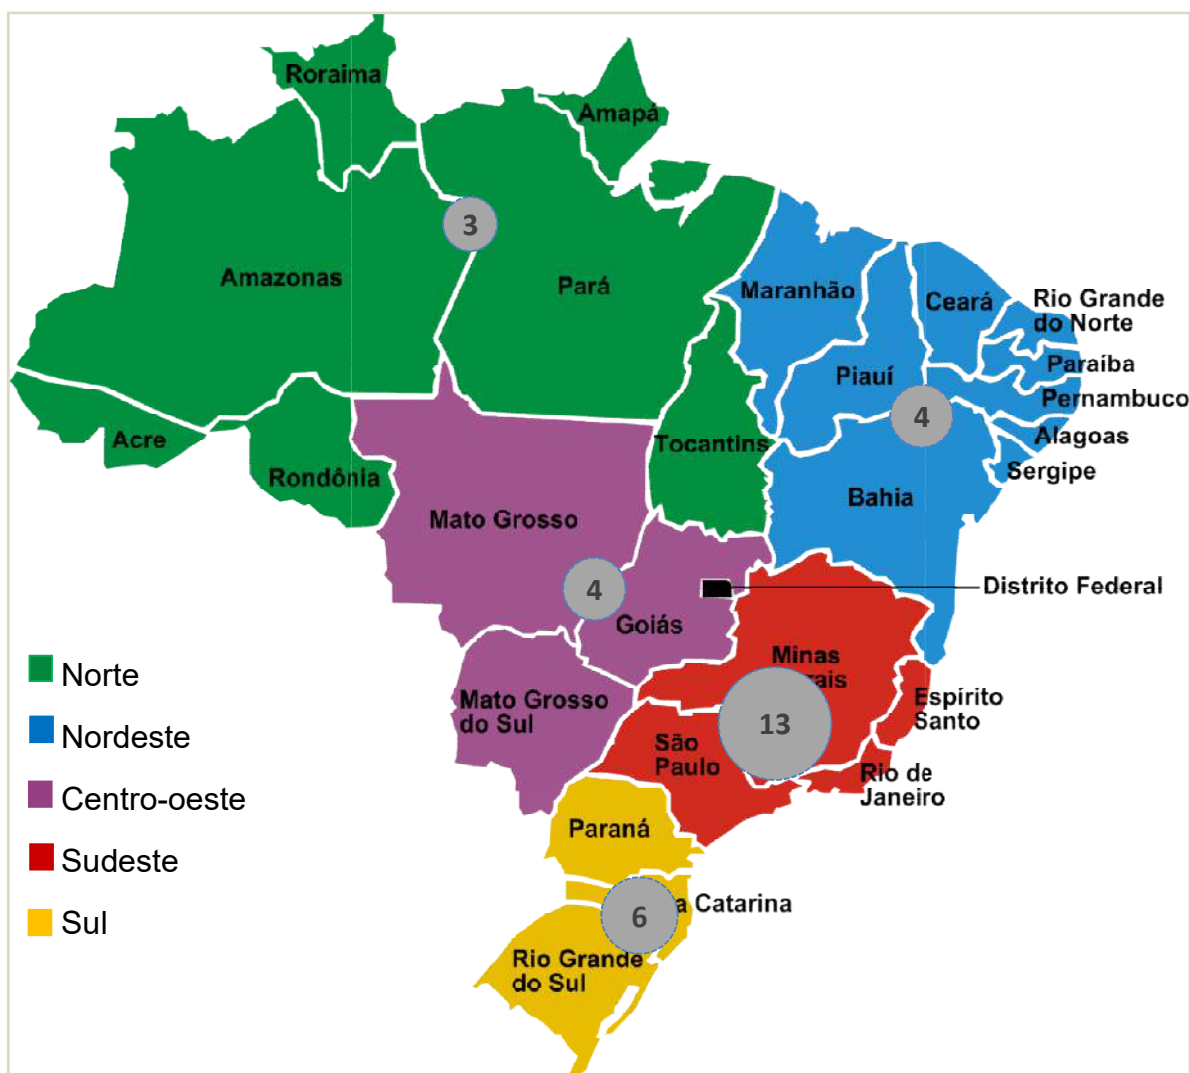 Roraima
Amapá
3
Amazonas
Pará
Maranhão
Ceará
Rio Grande
do Norte
Paraíba
Piauí
Pernambuco
4
Alagoas
Acre
Tocantins
Sergipe
Rondônia
Bahia
Mato Grosso
4
Distrito Federal
Goiás
Minas
rais
Espírito
Santo
Mato Grosso
do Sul
13
São
Paulo
Rio de
Janeiro
Paraná
6
a Catarina
Rio Grande
do Sul
Norte
Nordeste
Centro-oeste
Sudeste
Sul